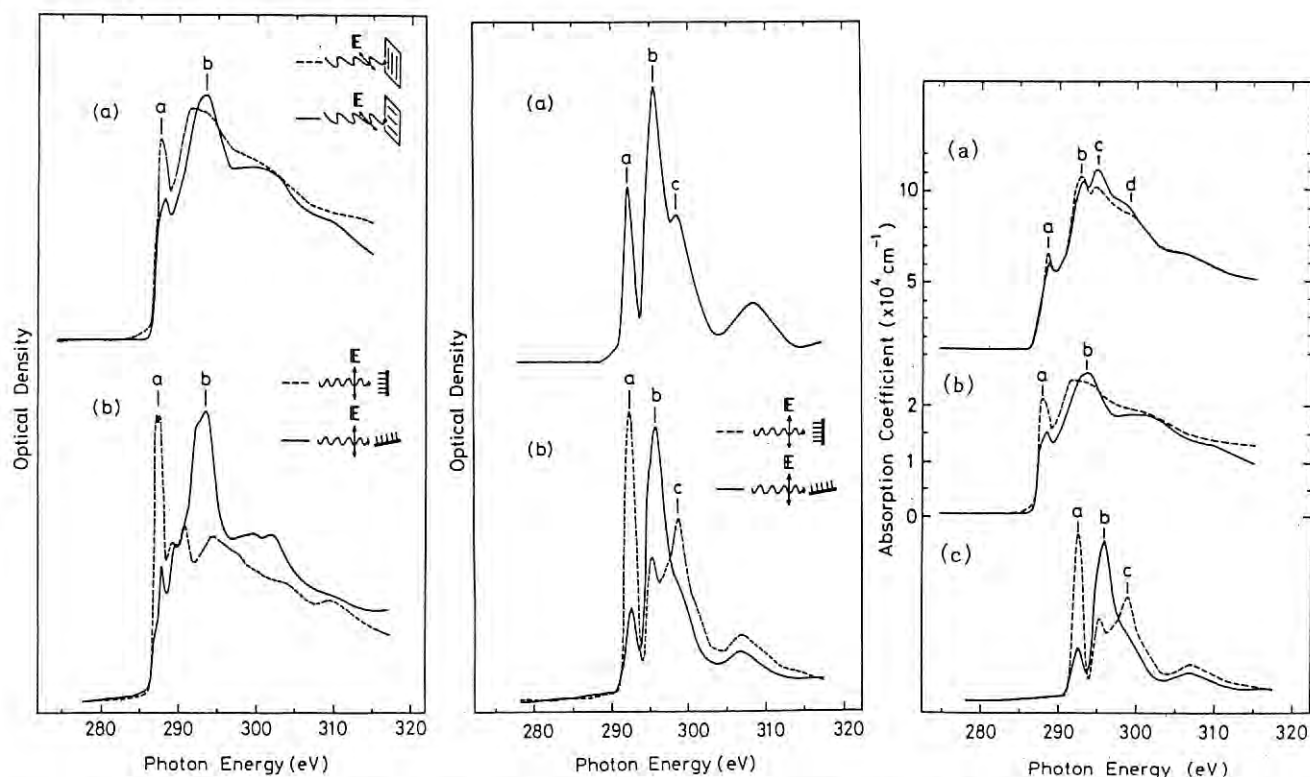 E
b
a
(a)
E
E
a
b
(b)
E
Optical Density
280 290 300 310 320
Photon Energy (eV)
b
(a)
a
c
a
b
E
(b)
c
E
Optical Density
280 290 300 310 320
Photon Energy (eV)
(a)
b c
d
10
a
5
b
(b)
a
2
1
a
b
0
(c)
c
Absorption Coefficient (x10⁴ cm⁻¹)
280 290 300 310 320
Photon Energy (eV)